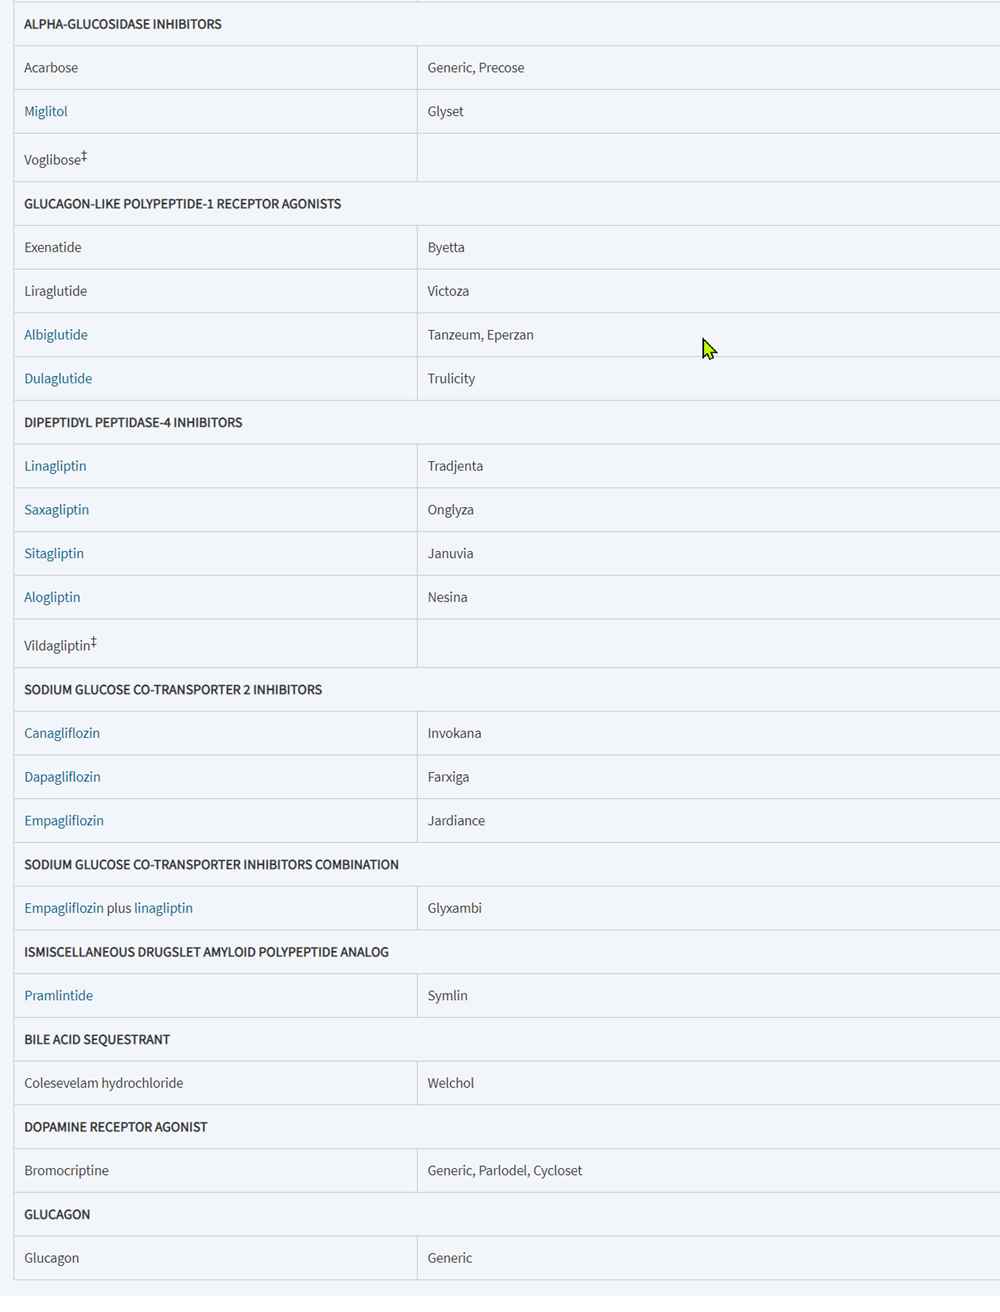 ALPHA-GLUCOSIDASE INHIBITORS
Acarbose Generic, Precose
Miglitol Glyset
Voglibose‡
GLUCAGON-LIKE POLYPEPTIDE-1 RECEPTOR AGONISTS
Exenatide Byetta
Liraglutide Victoza
Albiglutide Tanzeum, Eperzan
Dulaglutide Trulicity
DIPEPTIDYL PEPTIDASE-4 INHIBITORS
Linagliptin Tradjenta
Saxagliptin Onglyza
Sitagliptin Januvia
Alogliptin Nesina
Vildagliptin‡
SODIUM GLUCOSE CO-TRANSPORTER 2 INHIBITORS
Canagliflozin Invokana
Dapagliflozin Farxiga
Empagliflozin Jardiance
SODIUM GLUCOSE CO-TRANSPORTER INHIBITORS COMBINATION
Empagliflozin plus linagliptin Glyxambi
ISMISCELLANEOUS DRUGSLET AMYLOID POLYPEPTIDE ANALOG
Pramlintide Symlin
BILE ACID SEQUESTRANT
Colesevelam hydrochloride Welchol
DOPAMINE RECEPTOR AGONIST
Bromocriptine Generic, Parlodel, Cycloset
GLUCAGON
Glucagon Generic